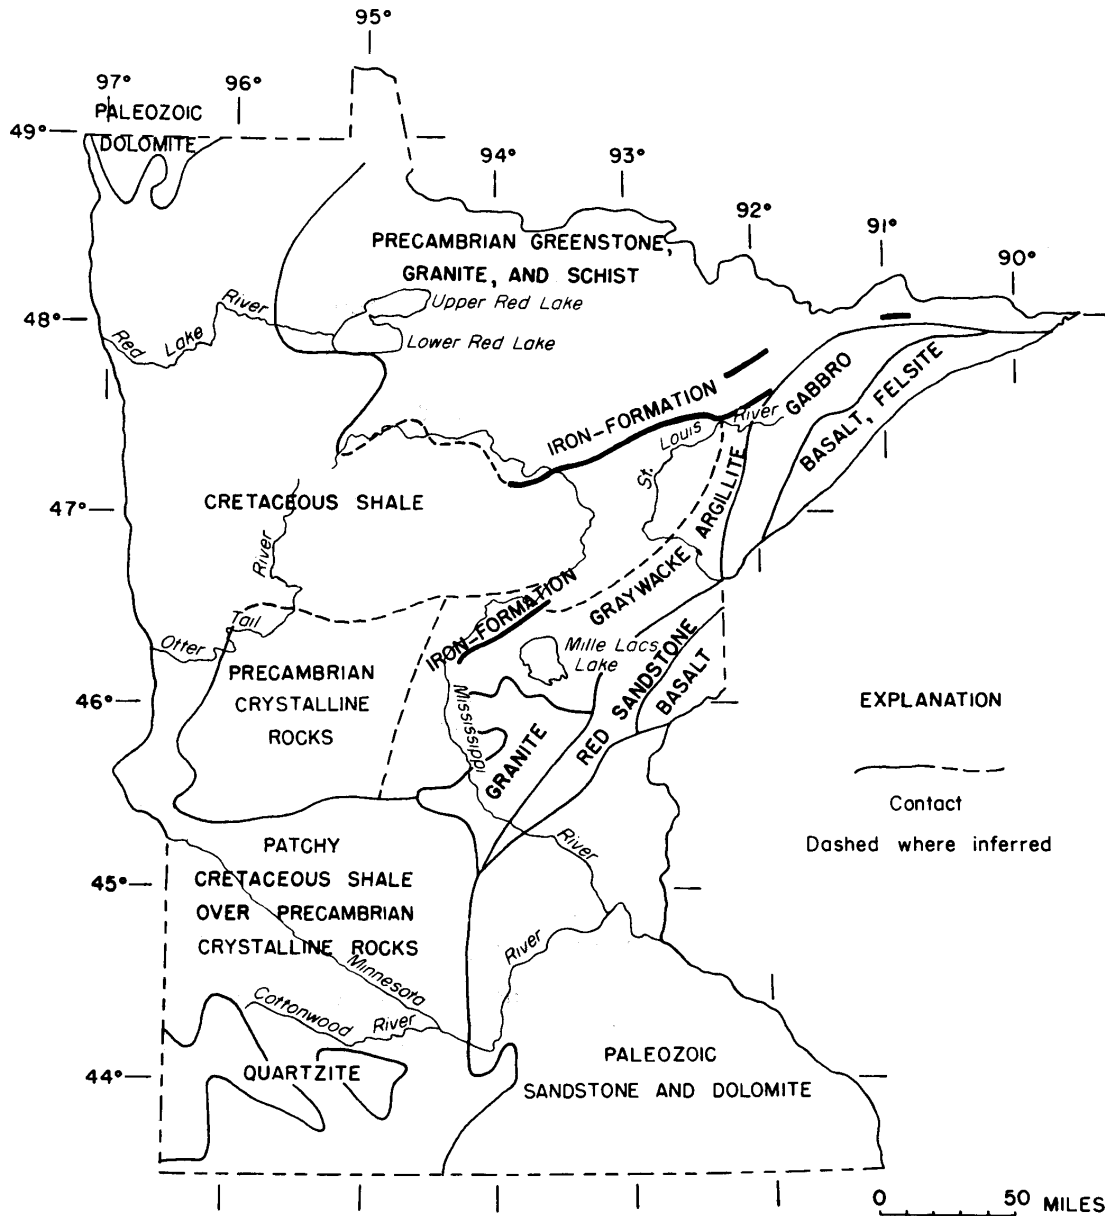 95°
97°
96°
PALEOZOIC
DOLOMITE
49°
94°
93°
92°
91°
90°
PRECAMBRIAN GREENSTONE,
GRANITE, AND SCHIST
Upper Red Lake
Lower Red Lake
Red Lake River
48°
IRON-FORMATION
GABBRO
BASALT, FELSITE
St. Louis River
CRETACEOUS SHALE
47°
GRAYWACKE ARGILLITE
IRON-FORMATION
Otter Tail River
Mille Lacs
Lake
PRECAMBRIAN
CRYSTALLINE
ROCKS
46°
RED SANDSTONE
BASALT
GRANITE
Mississippi River
EXPLANATION
Contact
Dashed where inferred
PATCHY
CRETACEOUS SHALE
OVER PRECAMBRIAN
CRYSTALLINE ROCKS
45°
Minnesota River
Cottonwood River
QUARTZITE
44°
PALEOZOIC
SANDSTONE AND DOLOMITE
0 50 MILES